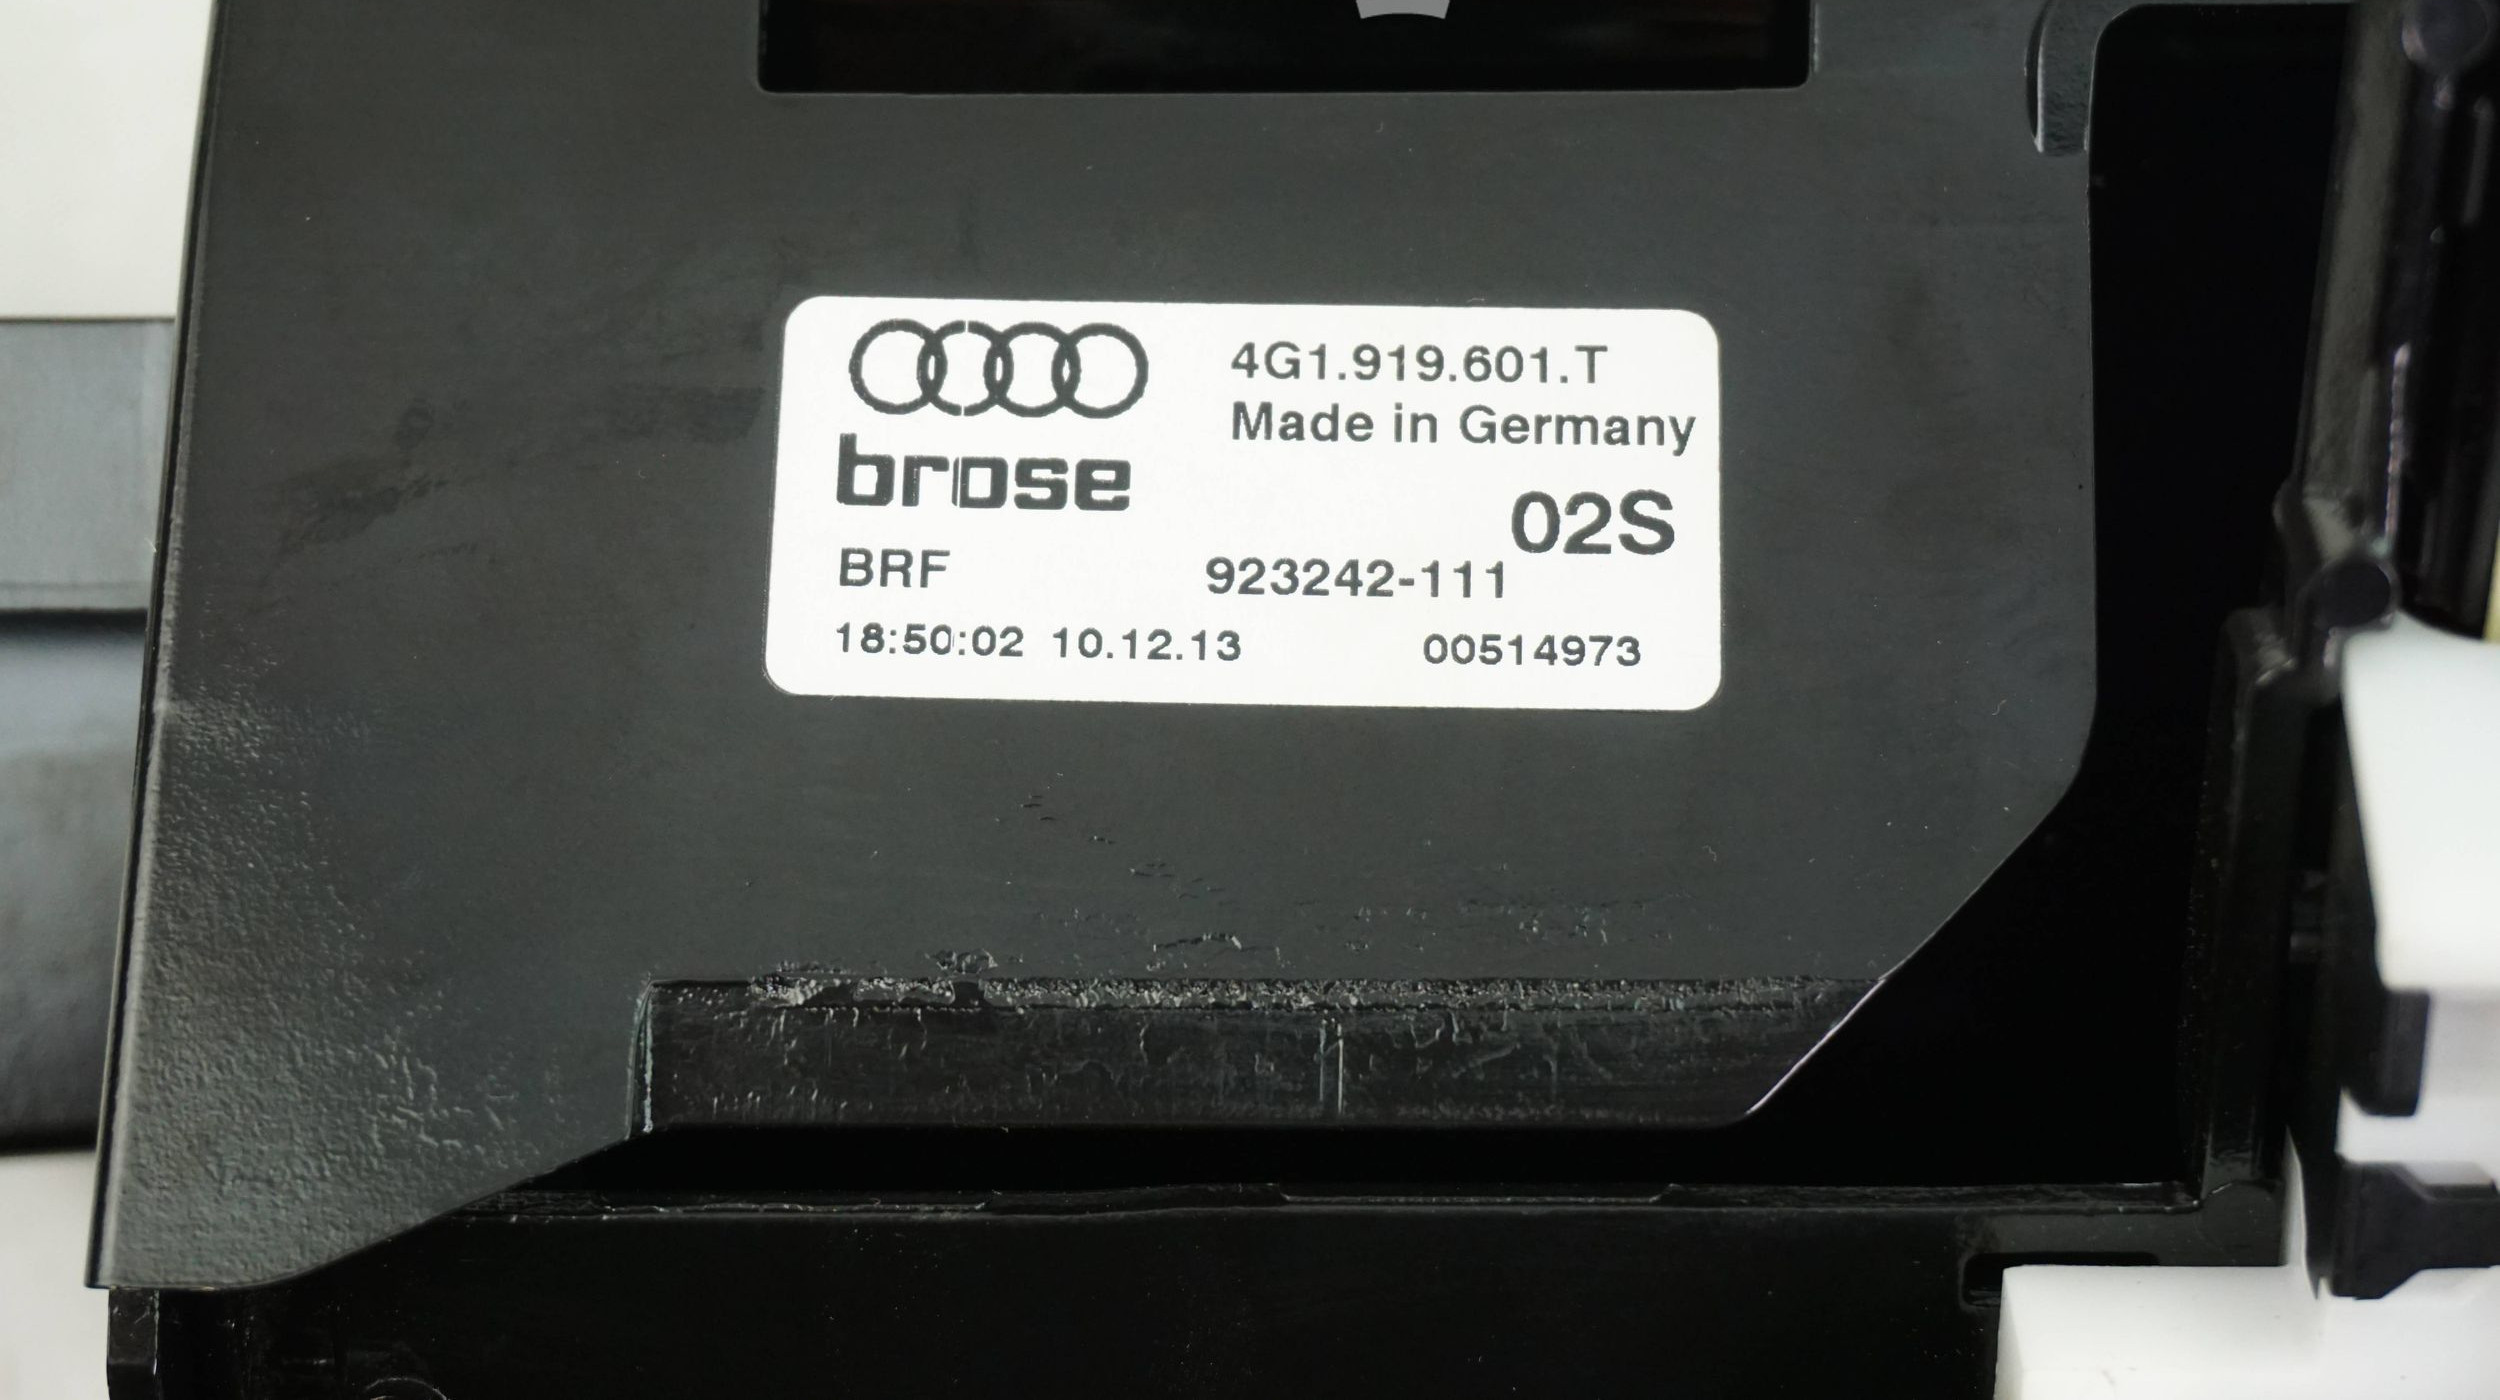 4G1.919.601.T
Made in Germany
brose
02S
BRF 923242-111
18:50:02 10.12.13 00514973